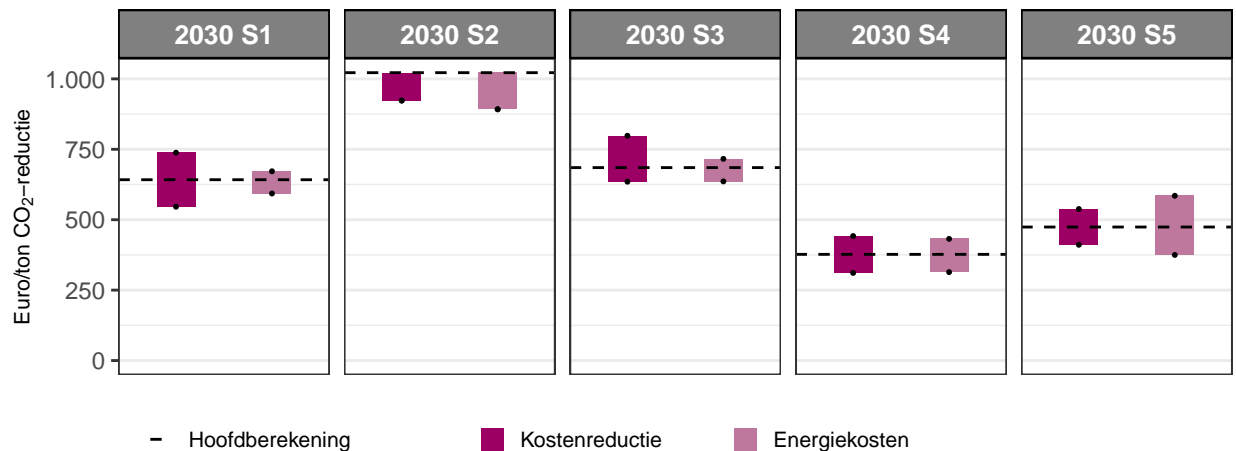 2030 S1 2030 S2 2030 S3 2030 S4 2030 S5
Euro/ton CO₂−reductie
1.000
750
500
250
0
Hoofdberekening Kostenreductie Energiekosten